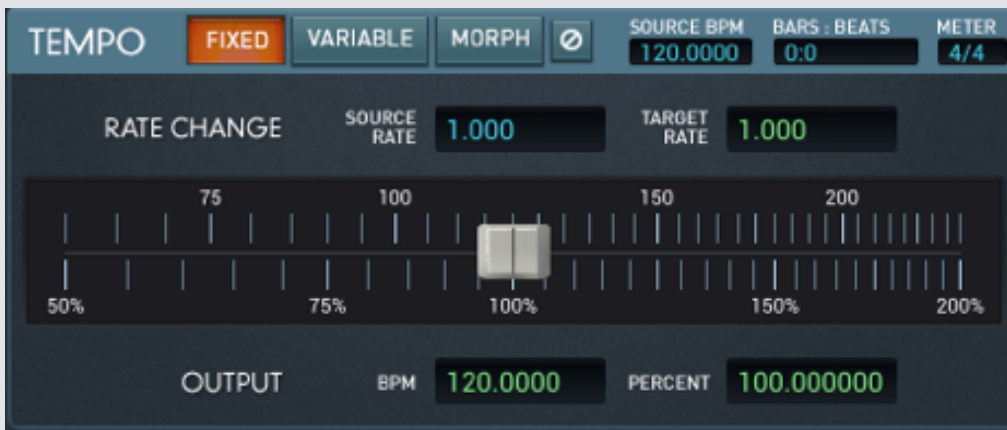 TEMPO FIXED VARIABLE MORPH SOURCE BPM 120.0000 BARS : BEATS 0:0 METER 4/4
RATE CHANGE SOURCE RATE 1.000 TARGET RATE 1.000
75 100 150 200
50% 75% 100% 150% 200%
OUTPUT BPM 120.0000 PERCENT 100.000000